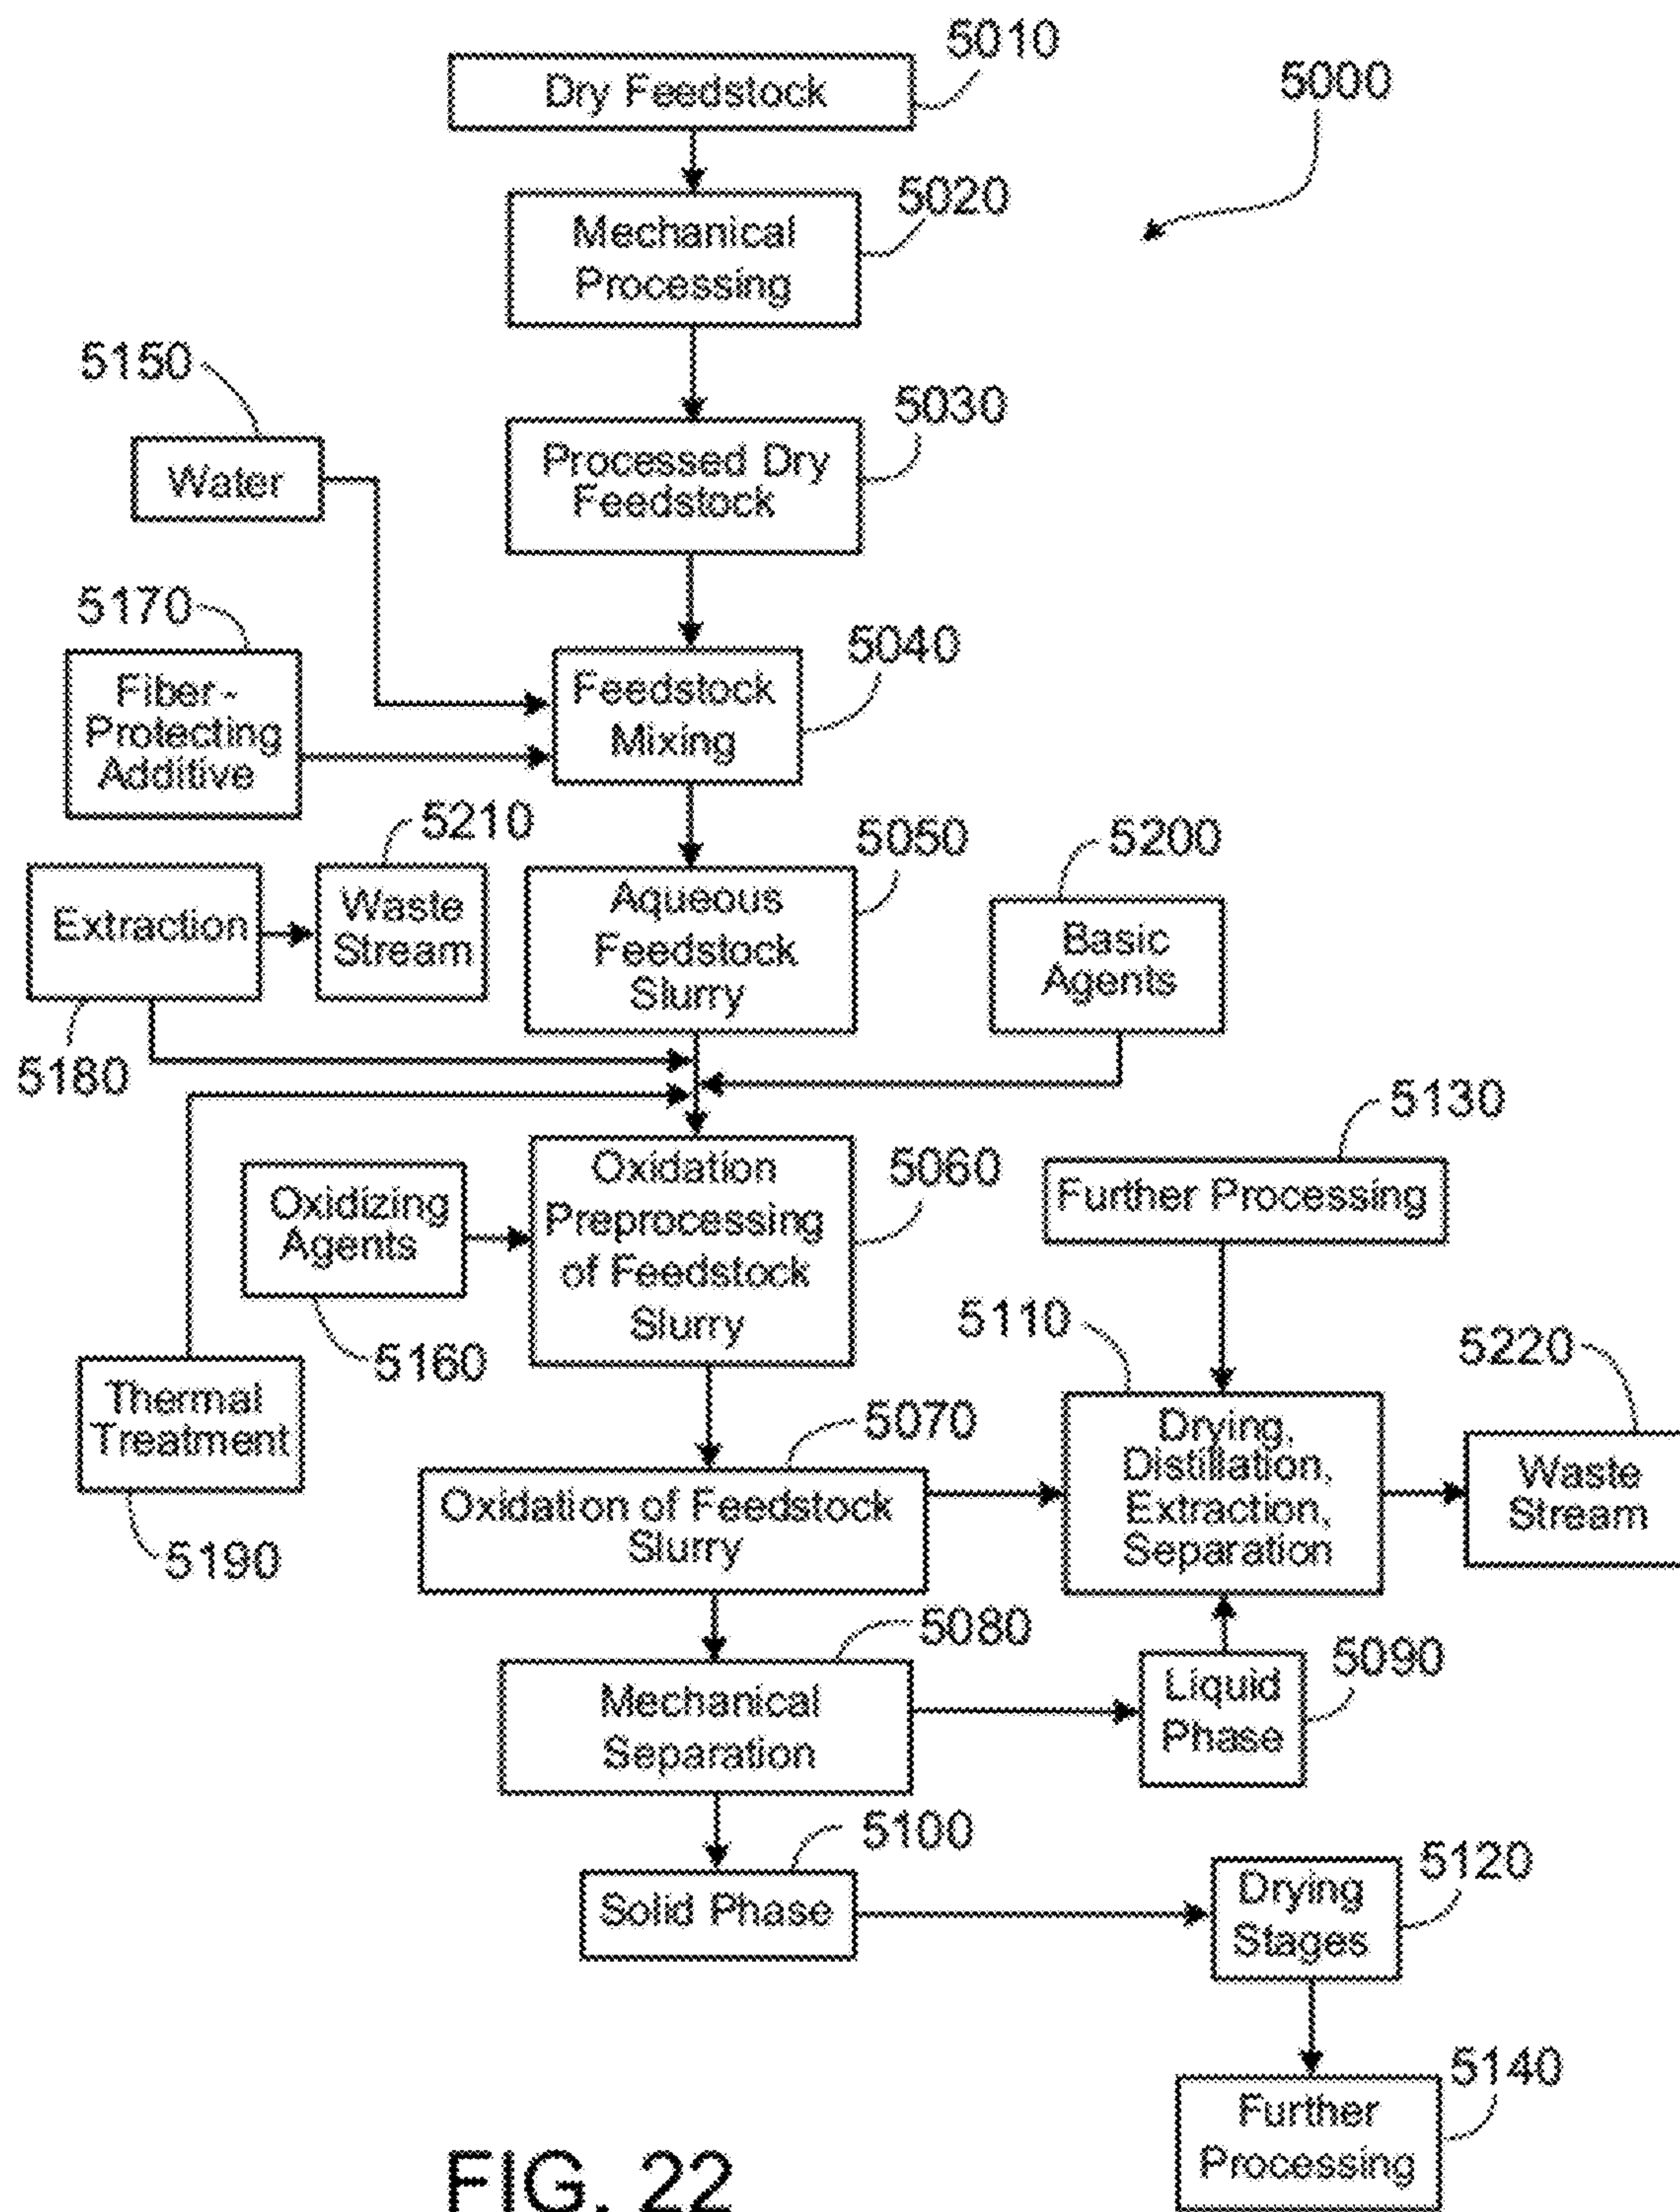 5010
Dry Feedstock
5000
5020
Mechanical
Processing
5150
5030
Water
Processed Dry
Feedstock
5170
5040
Fiber-
Protecting
Additive
Feedstock
Mixing
5210
5050
5200
Extraction
Waste
Stream
Aqueous
Feedstock
Slurry
Basic
Agents
5180
5130
Oxidizing
Agents
Oxidation
Preprocessing
of Feedstock
Slurry
5060
Further Processing
5110
5160
5220
Thermal
Treatment
5070
Drying,
Distillation,
Extraction,
Separation
Waste
Stream
Oxidation of Feedstock
Slurry
5190
5080
5090
Mechanical
Separation
Liquid
Phase
5100
5120
Solid Phase
Drying
Stages
5140
Further
Processing
FIG. 22